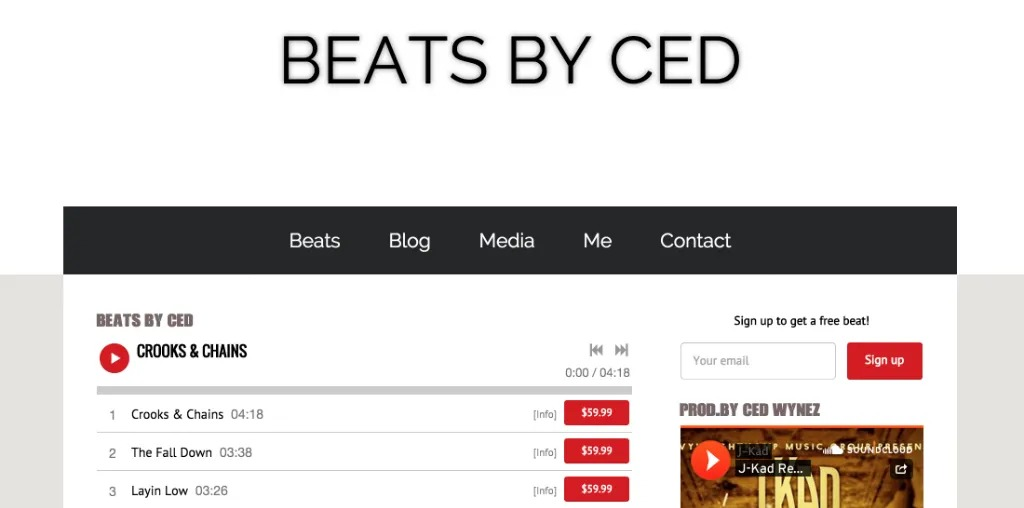 BEATS BY CED
Beats Blog Media Me Contact
BEATS BY CED
CROOKS & CHAINS
0:00 / 04:18
1 Crooks & Chains 04:18 [Info] $59.99
2 The Fall Down 03:38 [Info] $59.99
3 Layin Low 03:26 [Info] $59.99
Sign up to get a free beat!
Your email Sign up
PROD.BY CED WYNEZ
MUSIC
J-Kad SOUNDCLOUD
J-Kad Re...